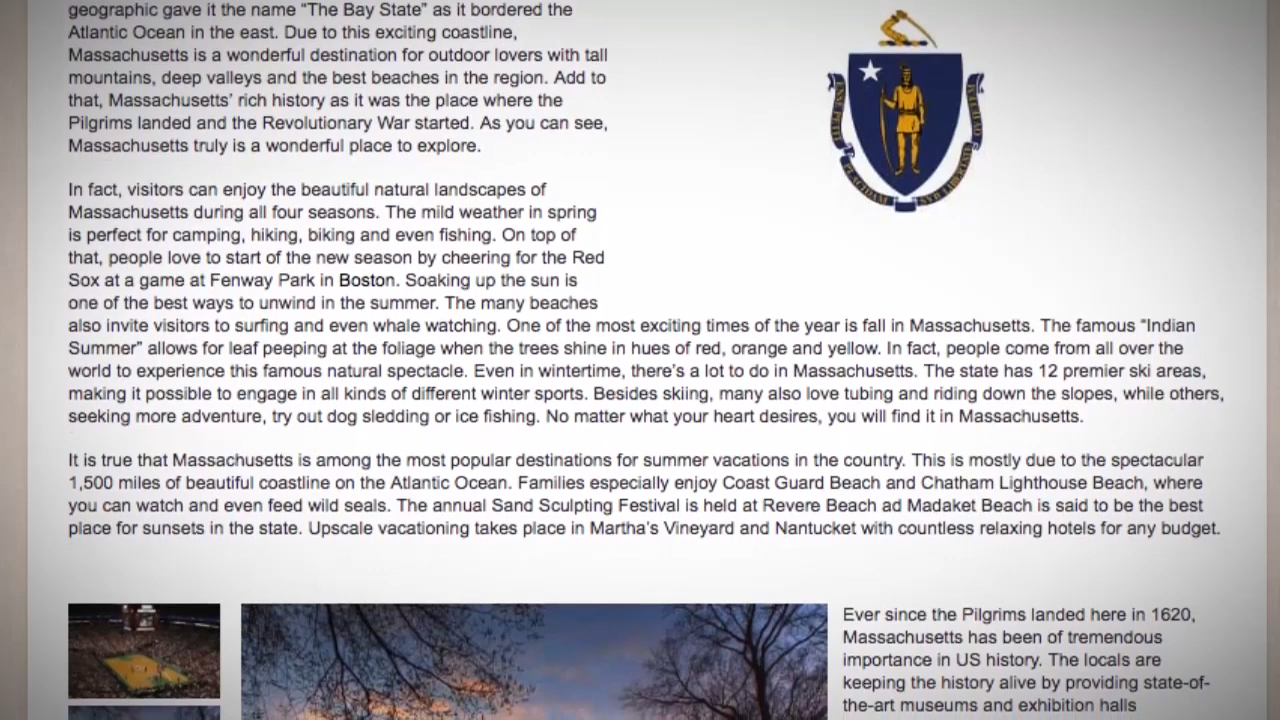 geographic gave it the name “The Bay State” as it bordered the
Atlantic Ocean in the east. Due to this exciting coastline,
Massachusetts is a wonderful destination for outdoor lovers with tall
mountains, deep valleys and the best beaches in the region. Add to
that, Massachusetts’ rich history as it was the place where the
Pilgrims landed and the Revolutionary War started. As you can see,
Massachusetts truly is a wonderful place to explore.
In fact, visitors can enjoy the beautiful natural landscapes of
Massachusetts during all four seasons. The mild weather in spring
is perfect for camping, hiking, biking and even fishing. On top of
that, people love to start of the new season by cheering for the Red
Sox at a game at Fenway Park in Boston. Soaking up the sun is
one of the best ways to unwind in the summer. The many beaches
also invite visitors to surfing and even whale watching. One of the most exciting times of the year is fall in Massachusetts. The famous “Indian
Summer” allows for leaf peeping at the foliage when the trees shine in hues of red, orange and yellow. In fact, people come from all over the
world to experience this famous natural spectacle. Even in wintertime, there’s a lot to do in Massachusetts. The state has 12 premier ski areas,
making it possible to engage in all kinds of different winter sports. Besides skiing, many also love tubing and riding down the slopes, while others,
seeking more adventure, try out dog sledding or ice fishing. No matter what your heart desires, you will find it in Massachusetts.
It is true that Massachusetts is among the most popular destinations for summer vacations in the country. This is mostly due to the spectacular
1,500 miles of beautiful coastline on the Atlantic Ocean. Families especially enjoy Coast Guard Beach and Chatham Lighthouse Beach, where
you can watch and even feed wild seals. The annual Sand Sculpting Festival is held at Revere Beach ad Madaket Beach is said to be the best
place for sunsets in the state. Upscale vacationing takes place in Martha’s Vineyard and Nantucket with countless relaxing hotels for any budget.
Ever since the Pilgrims landed here in 1620,
Massachusetts has been of tremendous
importance in US history. The locals are
keeping the history alive by providing state-of-
the-art museums and exhibition halls